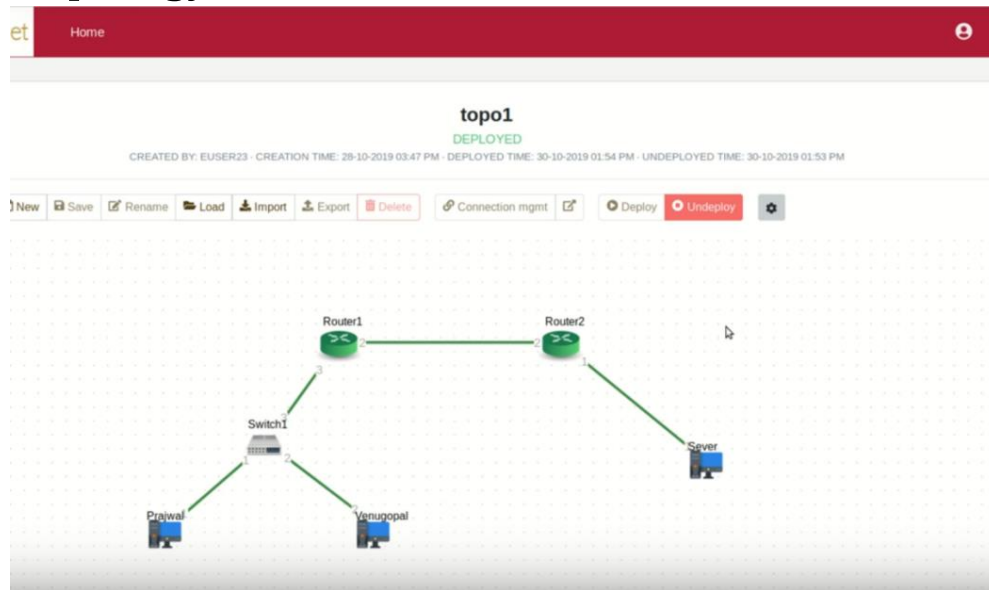 et Home
topo1
DEPLOYED
CREATED BY: EUSER23 - CREATION TIME: 28-10-2019 03:47 PM - DEPLOYED TIME: 30-10-2019 01:54 PM - UNDEPLOYED TIME: 30-10-2019 01:53 PM
New Save Rename Load Import Export Delete Connection mgmt Deploy Undeploy
Router1 Router2
2 2
3 1
3
Switch1
Sever
1 2
2
Prajwal Venugopal